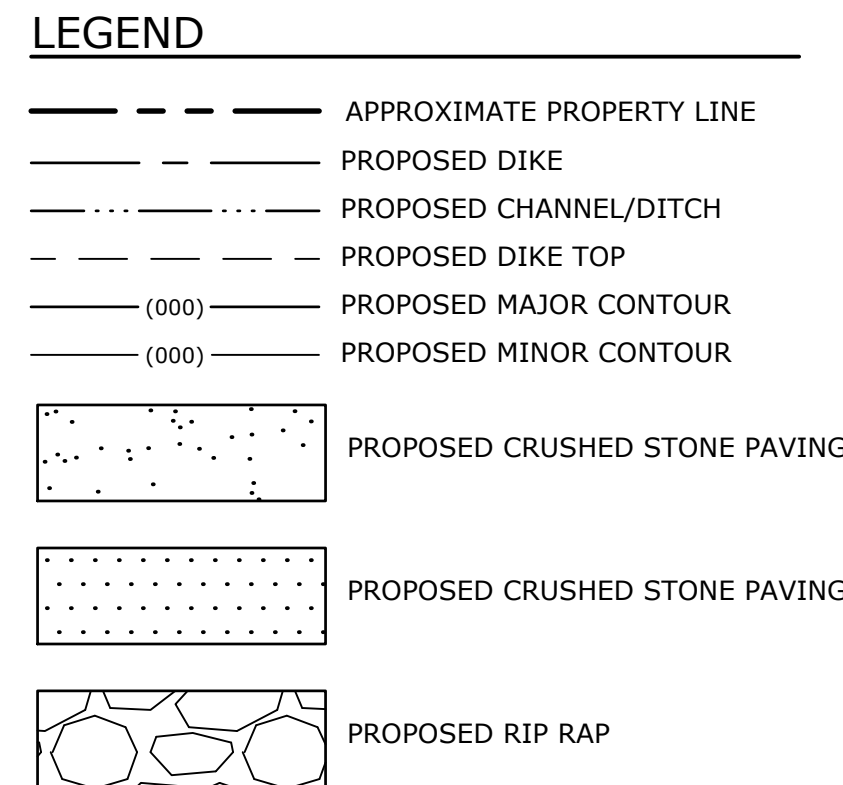 LEGEND
APPROXIMATE PROPERTY LINE
PROPOSED DIKE
PROPOSED CHANNEL/DITCH
PROPOSED DIKE TOP
(000) PROPOSED MAJOR CONTOUR
(000) PROPOSED MINOR CONTOUR
PROPOSED CRUSHED STONE PAVING
PROPOSED CRUSHED STONE PAVING
PROPOSED RIP RAP